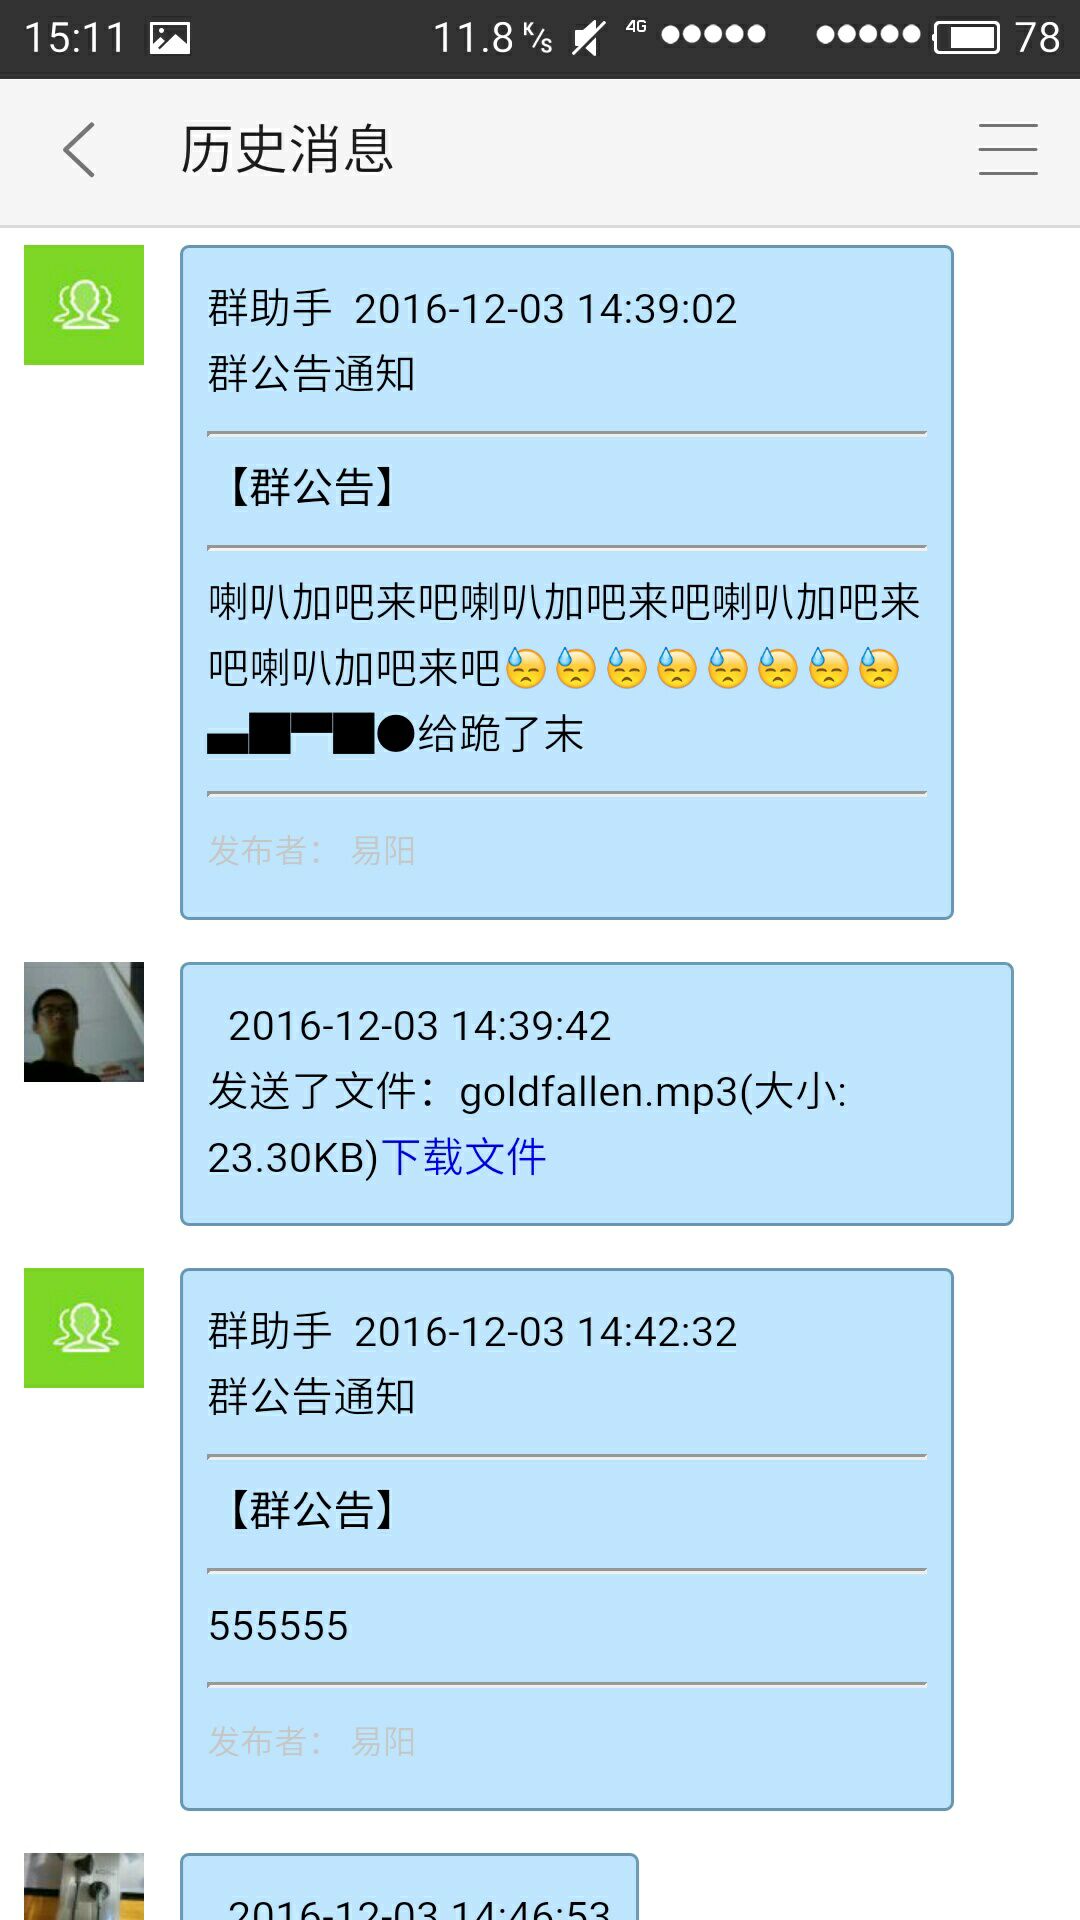 15:11 11.8 K/s 4G 78
历史消息
群助手 2016-12-03 14:39:02
群公告通知
【群公告】
喇叭加吧来吧喇叭加吧来吧喇叭加吧来
吧喇叭加吧来吧😓😓😓😓😓😓😓😓
▃█▀█●给跪了末
发布者： 易阳
2016-12-03 14:39:42
发送了文件：goldfallen.mp3(大小:
23.30KB)下载文件
群助手 2016-12-03 14:42:32
群公告通知
【群公告】
555555
发布者： 易阳
2016-12-03 14:46:53